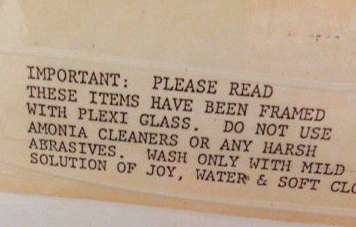 IMPORTANT: PLEASE READ
THESE ITEMS HAVE BEEN FRAMED
WITH PLEXI GLASS. DO NOT USE
AMONIA CLEANERS OR ANY HARSH
ABRASIVES. WASH ONLY WITH MILD
SOLUTION OF JOY, WATER & SOFT